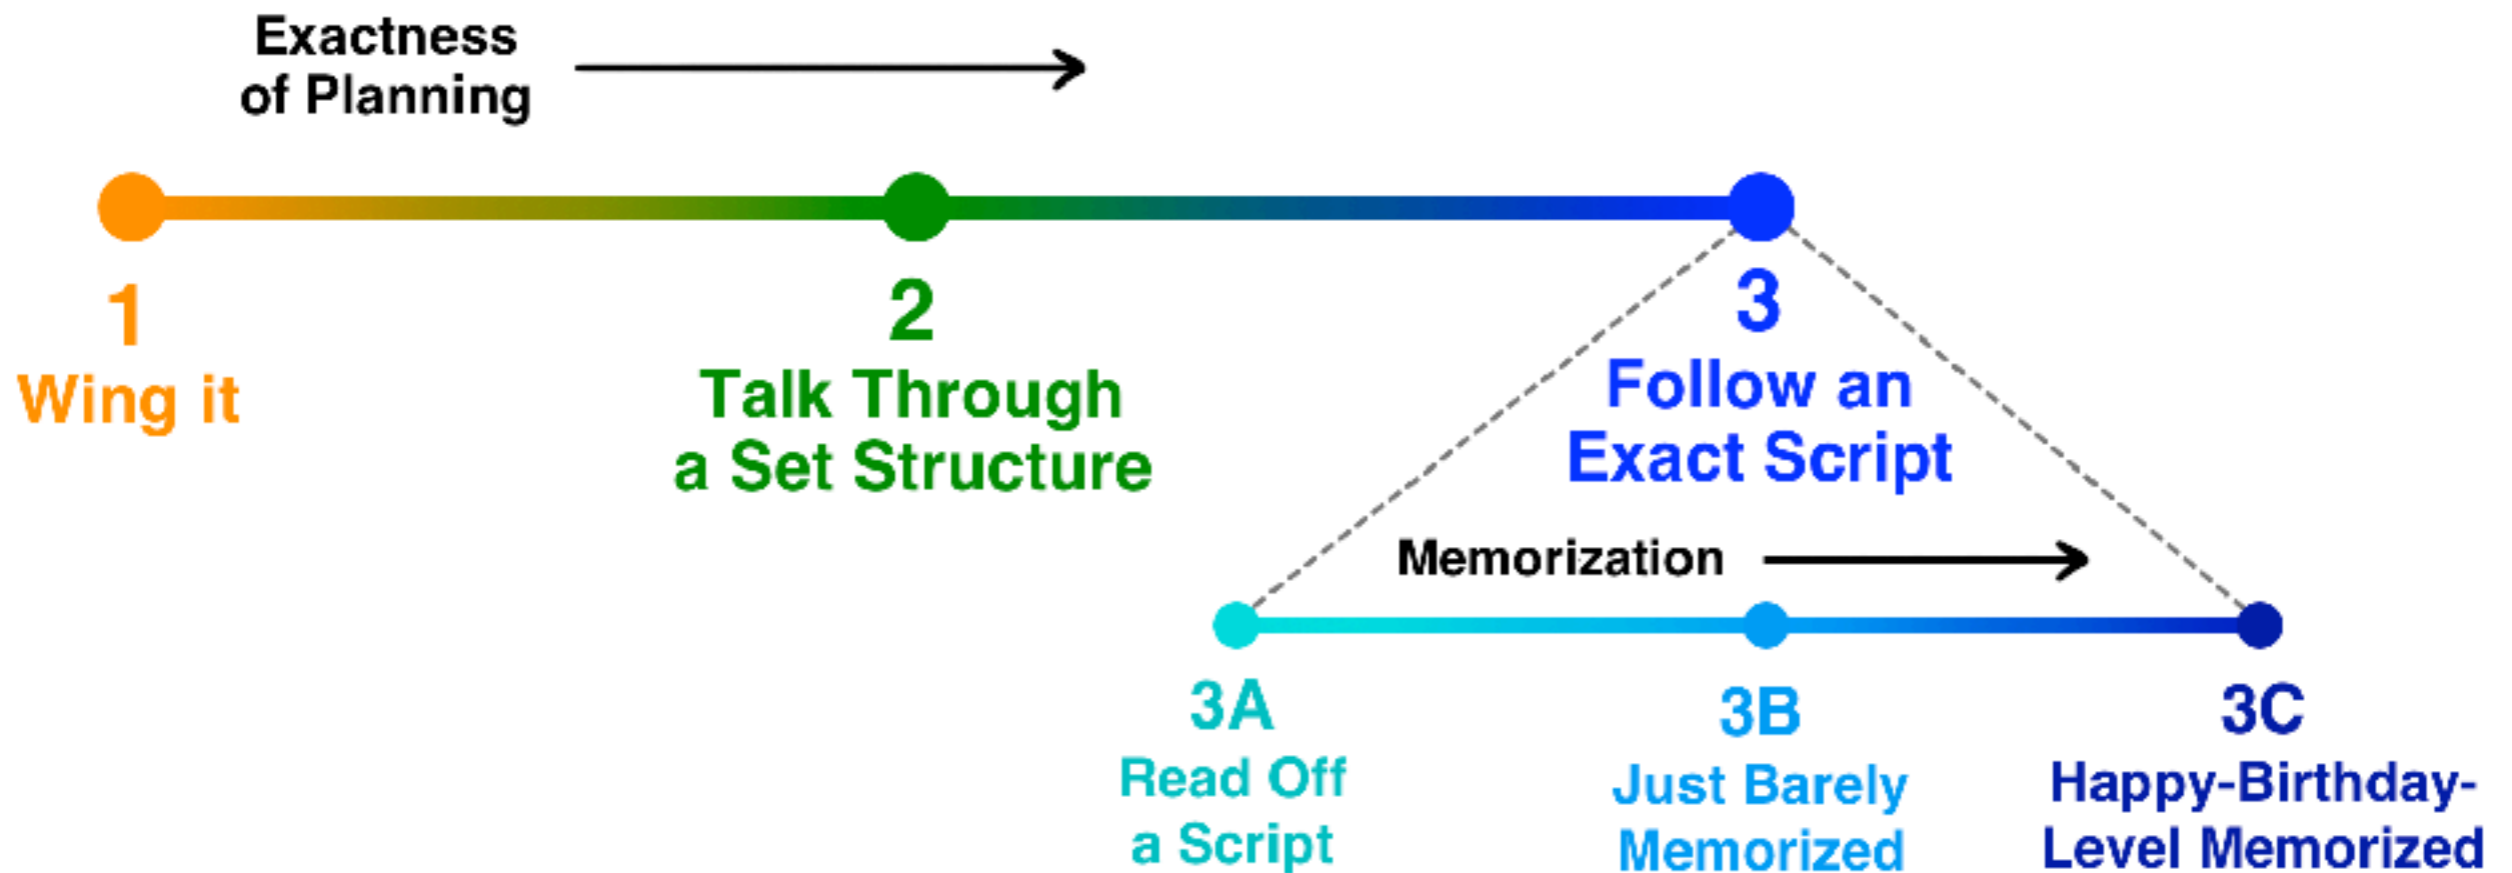 Exactness
of Planning
1
Wing it
2
Talk Through
a Set Structure
3
Follow an
Exact Script
Memorization
3A
Read Off
a Script
3B
Just Barely
Memorized
3C
Happy-Birthday-
Level Memorized